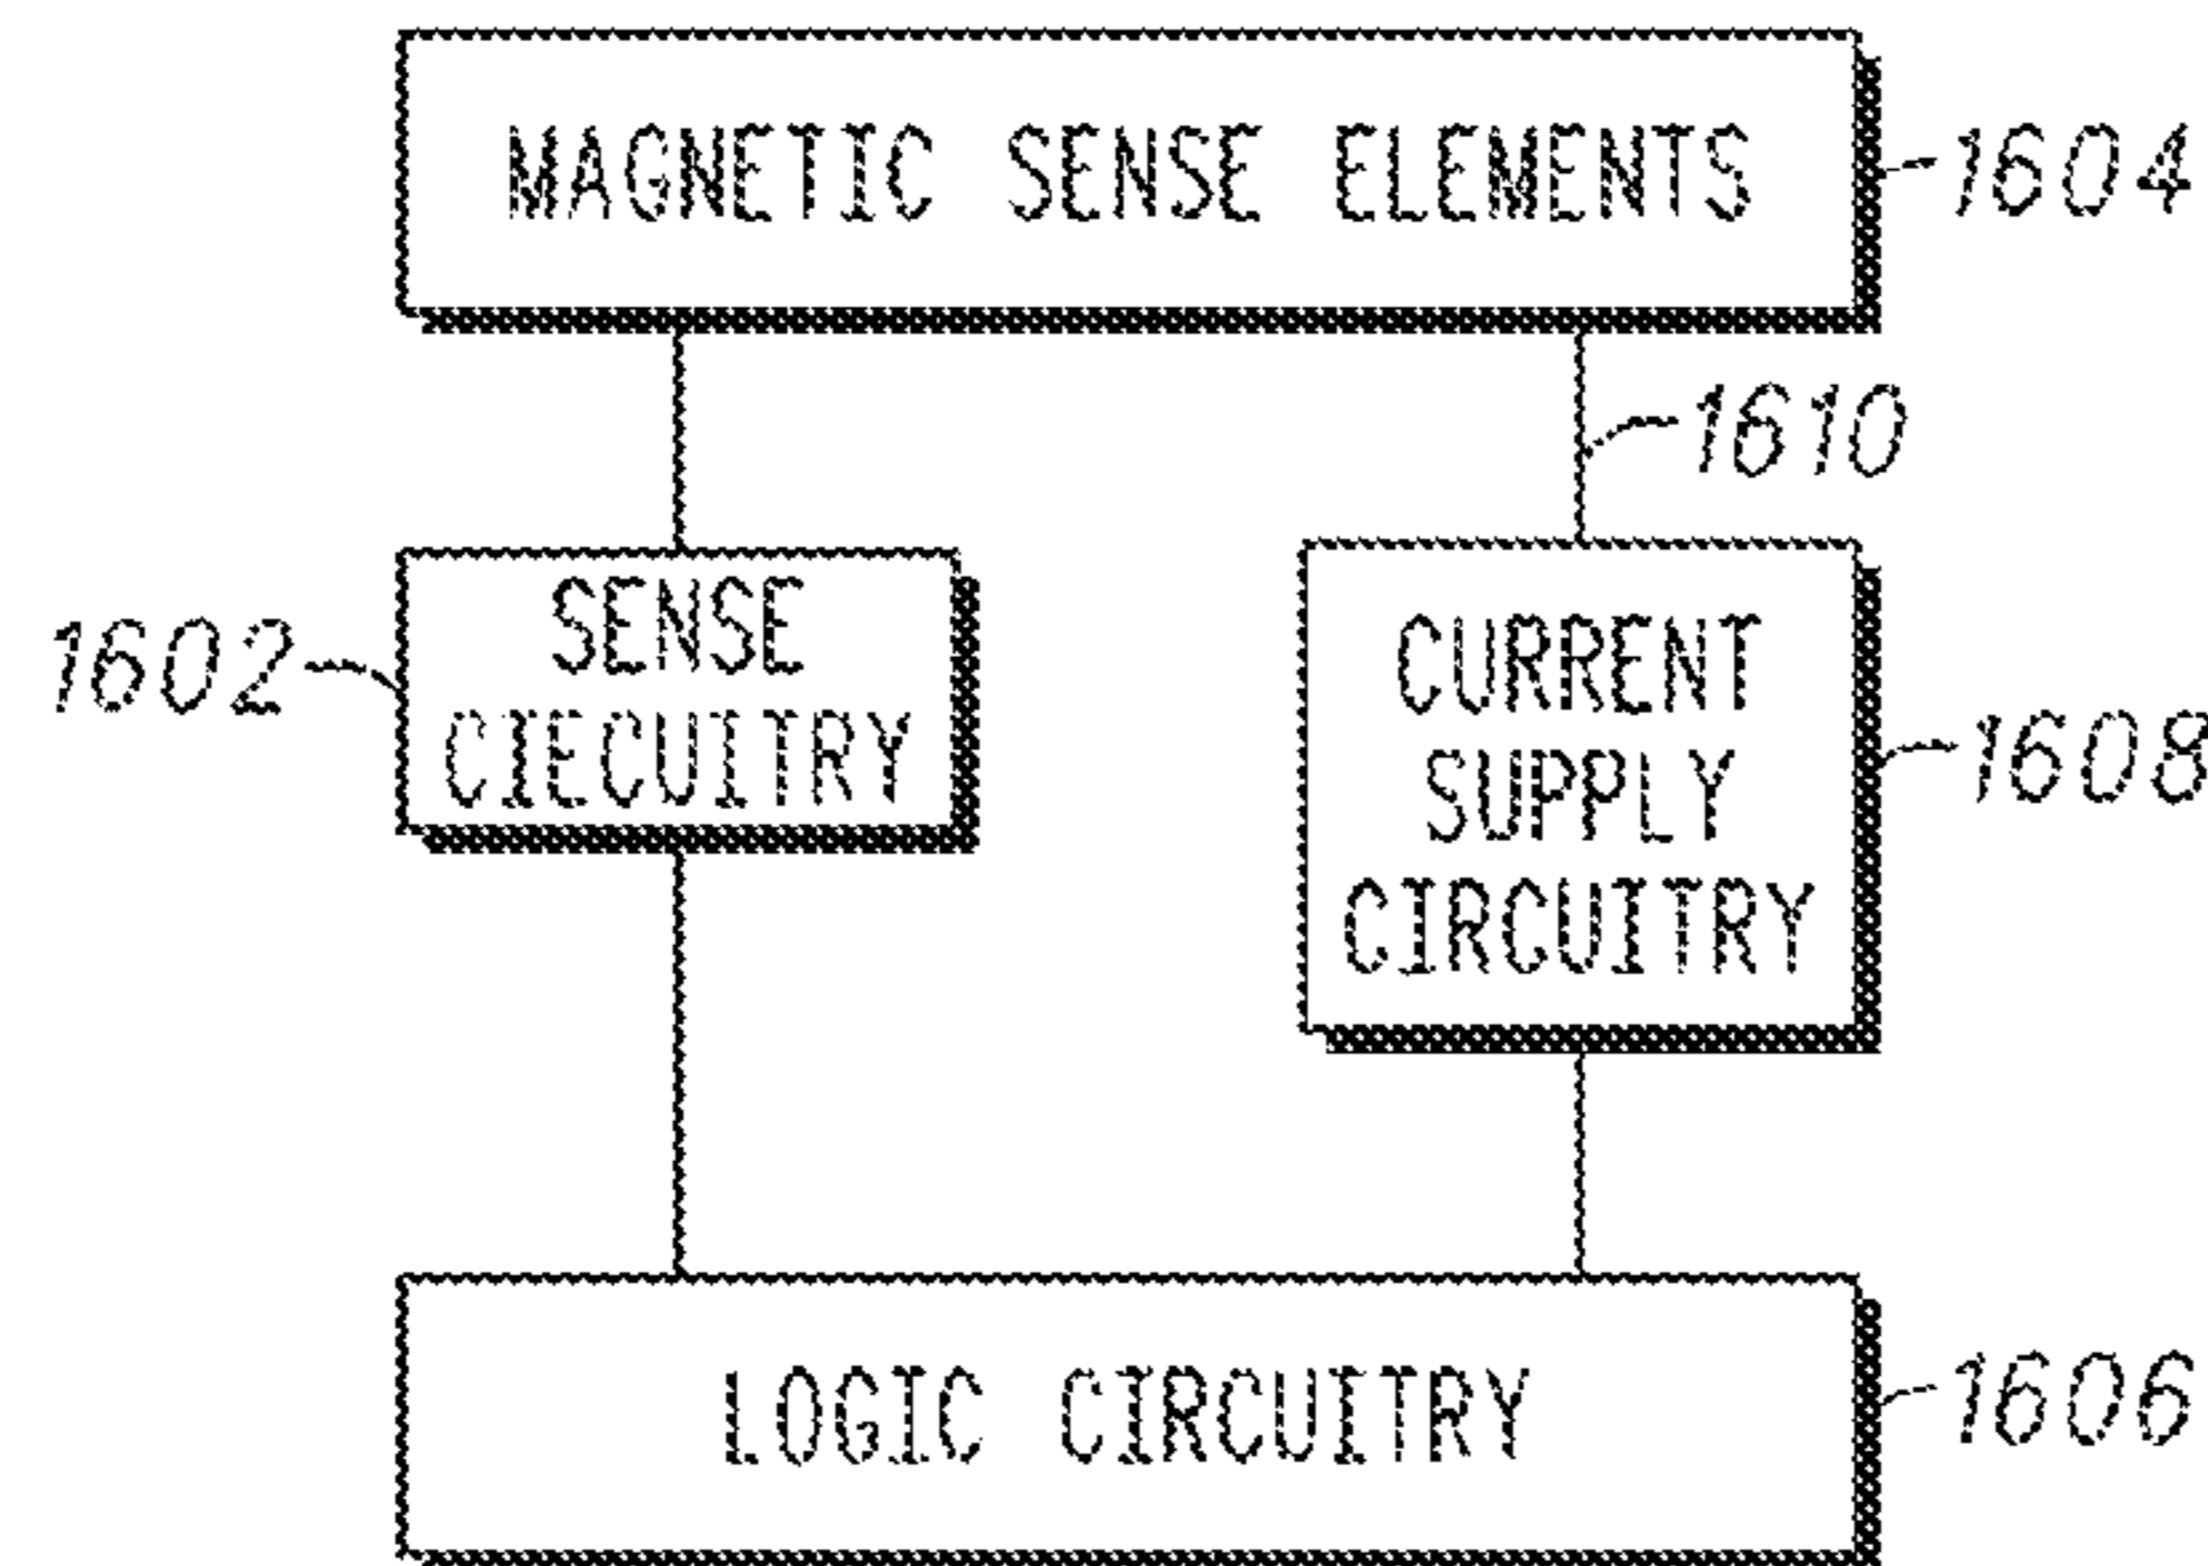 MAGNETIC SENSE ELEMENTS
1604
1610
1602
SENSE
CIECUITRY
CURRENT
SUPPLY
CIRCUITRY
1608
LOGIC CIRCUITRY
1606